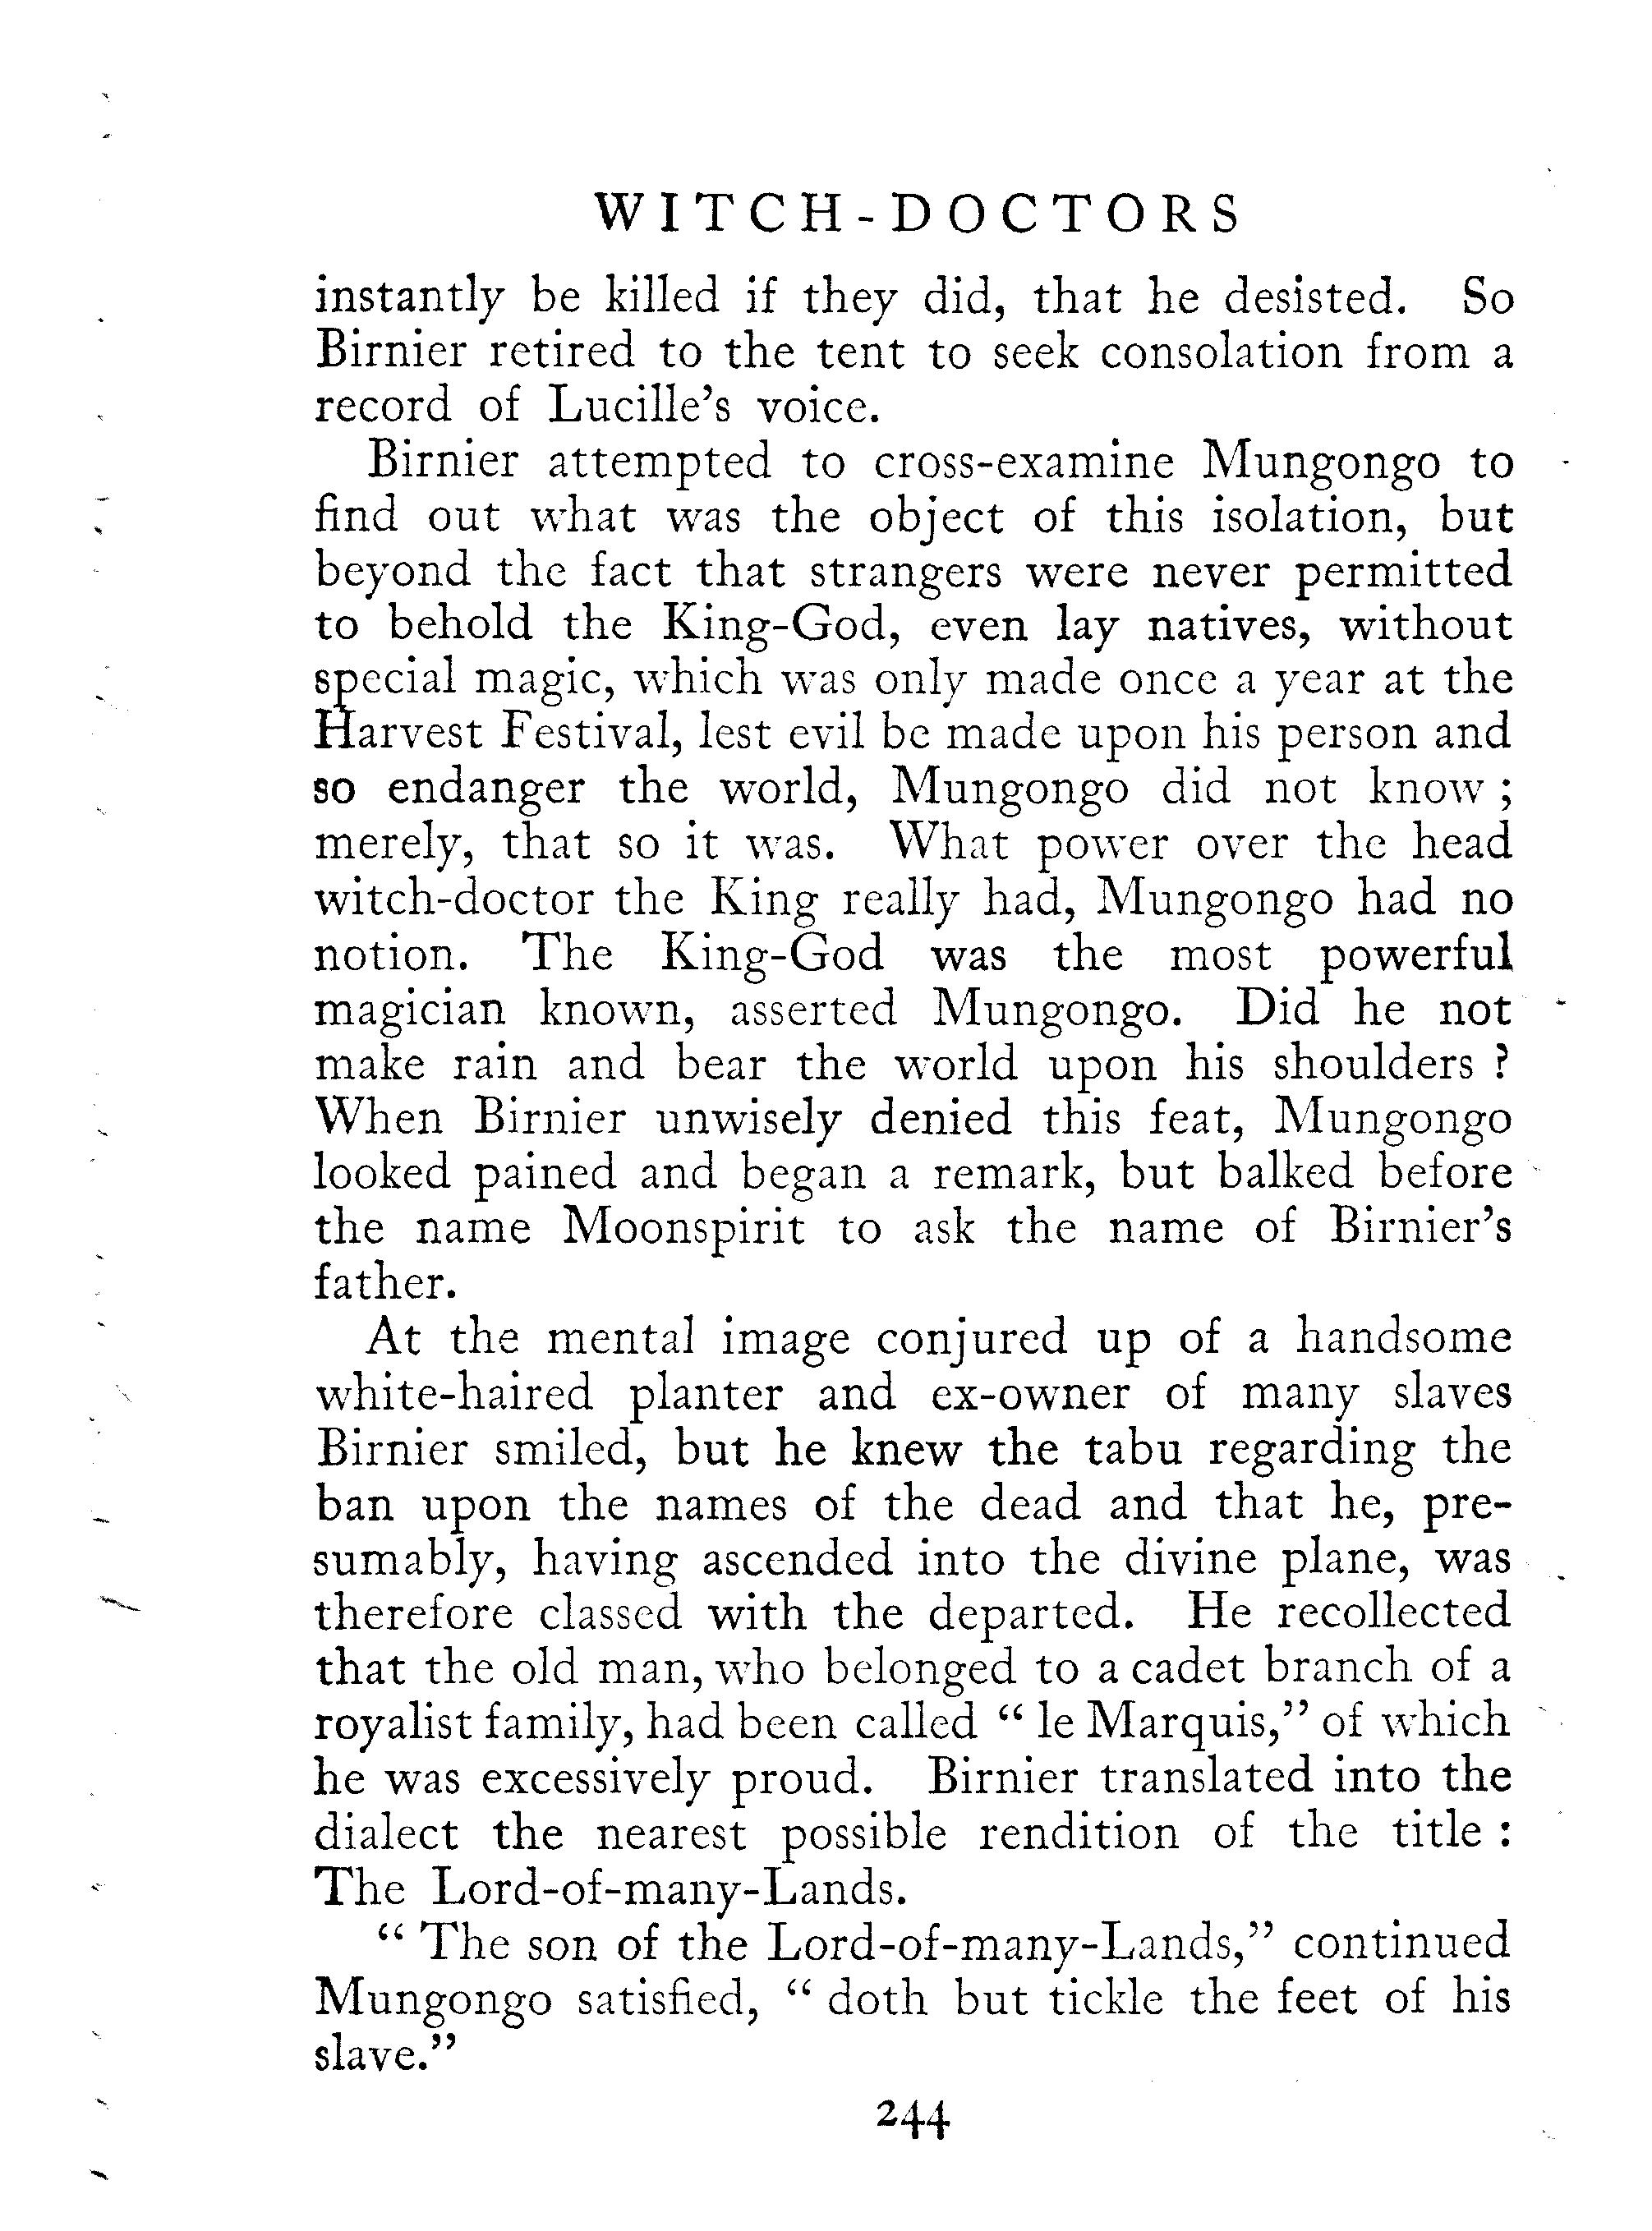 WITCH-DOCTORS
instantly be killed if they did, that he desisted. So
Birnier retired to the tent to seek consolation from a
record of Lucille's voice.
Birnier attempted to cross-examine Mungongo to
find out what was the object of this isolation, but
beyond the fact that strangers were never permitted
to behold the King-God, even lay natives, without
special magic, which was only made once a year at the
Harvest Festival, lest evil be made upon his person and
so endanger the world, Mungongo did not know ;
merely, that so it was. What power over the head
witch-doctor the King really had, Mungongo had no
notion. The King-God was the most powerful
magician known, asserted Mungongo. Did he not
make rain and bear the world upon his shoulders ?
When Birnier unwisely denied this feat, Mungongo
looked pained and began a remark, but balked before
the name Moonspirit to ask the name of Birnier's
father.
At the mental image conjured up of a handsome
white-haired planter and ex-owner of many slaves
Birnier smiled, but he knew the tabu regarding the
ban upon the names of the dead and that he, pre-
sumably, having ascended into the divine plane, was
therefore classed with the departed. He recollected
that the old man, who belonged to a cadet branch of a
royalist family, had been called “ le Marquis,” of which
he was excessively proud. Birnier translated into the
dialect the nearest possible rendition of the title :
The Lord-of-many-Lands.
“ The son of the Lord-of-many-Lands,” continued
Mungongo satisfied, “ doth but tickle the feet of his
slave.”
244